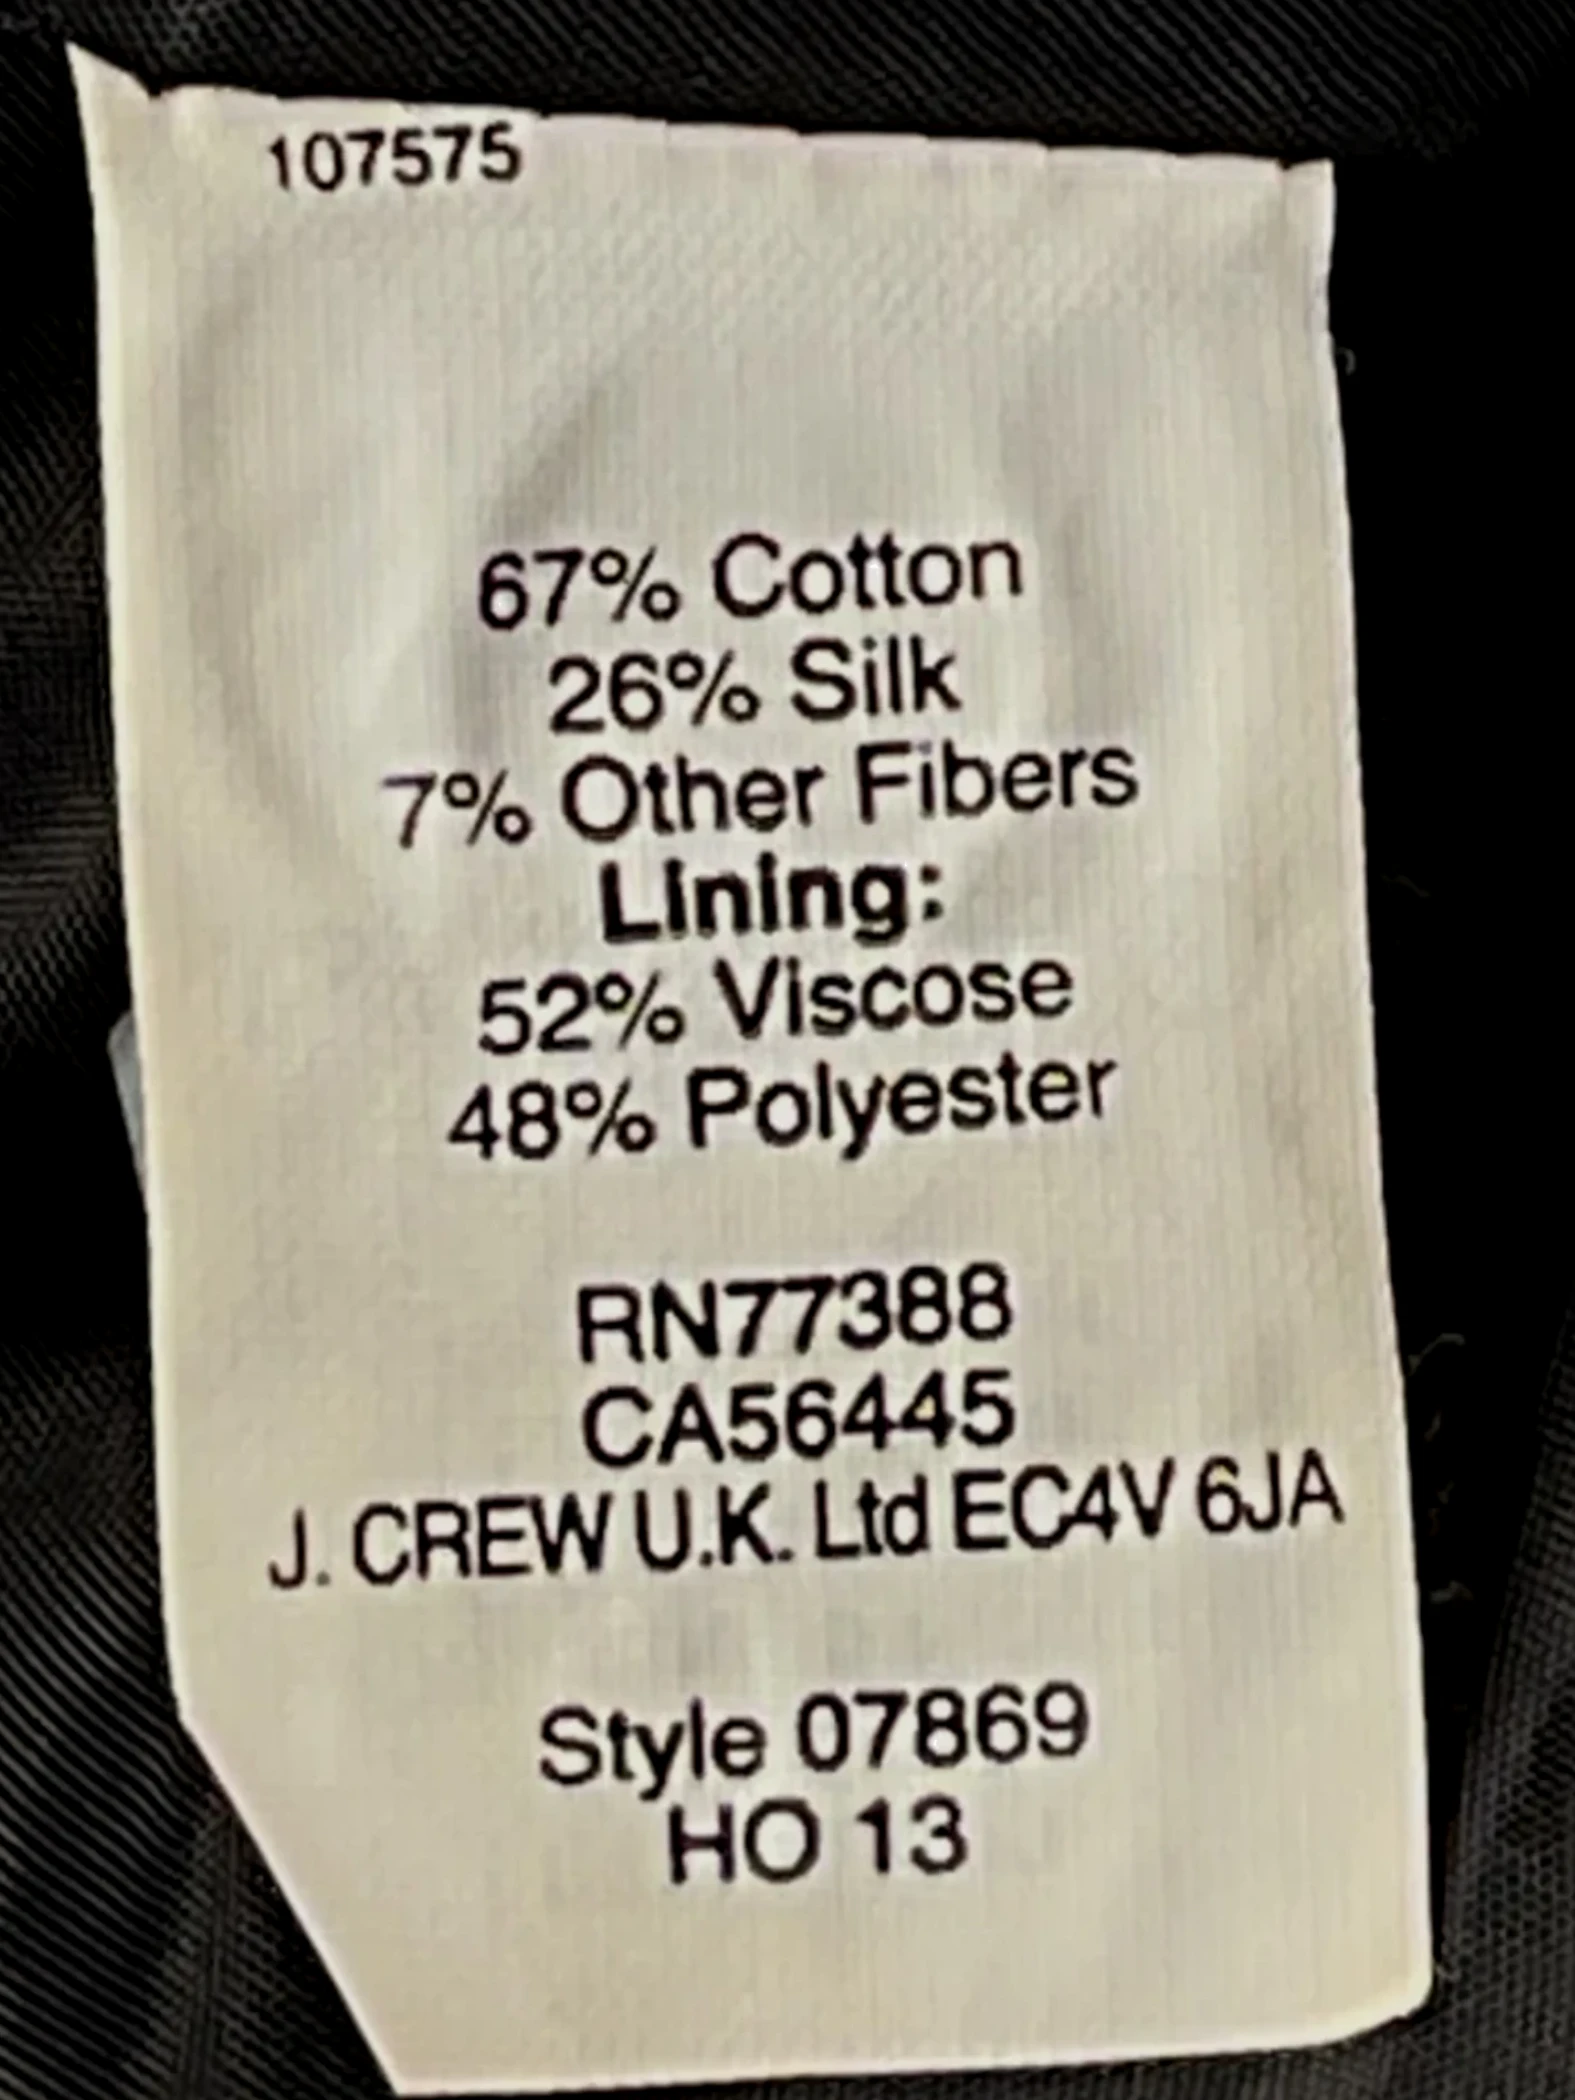 107575
67% Cotton
26% Silk
7% Other Fibers
Lining:
52% Viscose
48% Polyester
RN77388
CA56445
J. CREW U.K. Ltd EC4V 6JA
Style 07869
HO 13